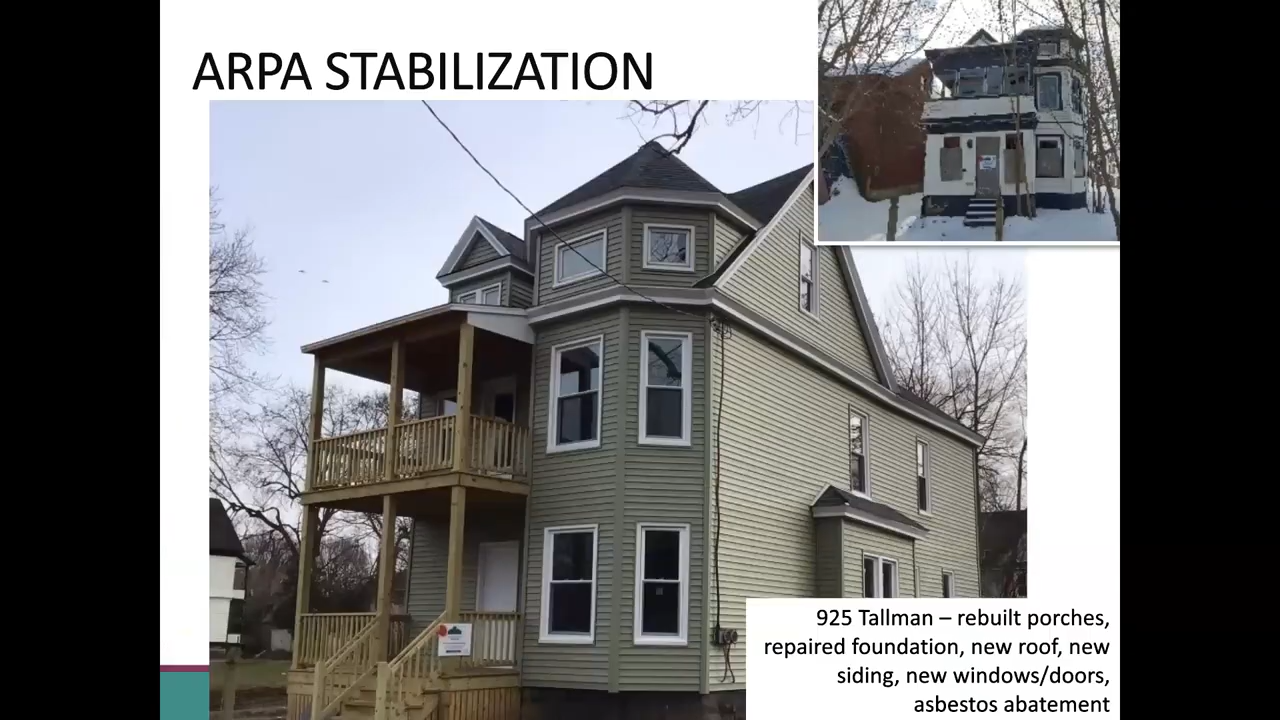 ARPA STABILIZATION
925 Tallman – rebuilt porches,
repaired foundation, new roof, new
siding, new windows/doors,
asbestos abatement